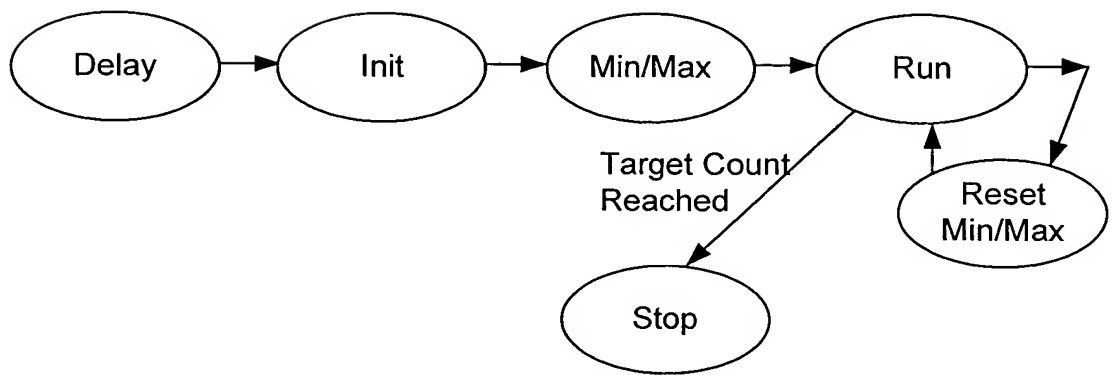 Delay
Init
Min/Max
Run
Target Count
Reached
Reset
Min/Max
Stop